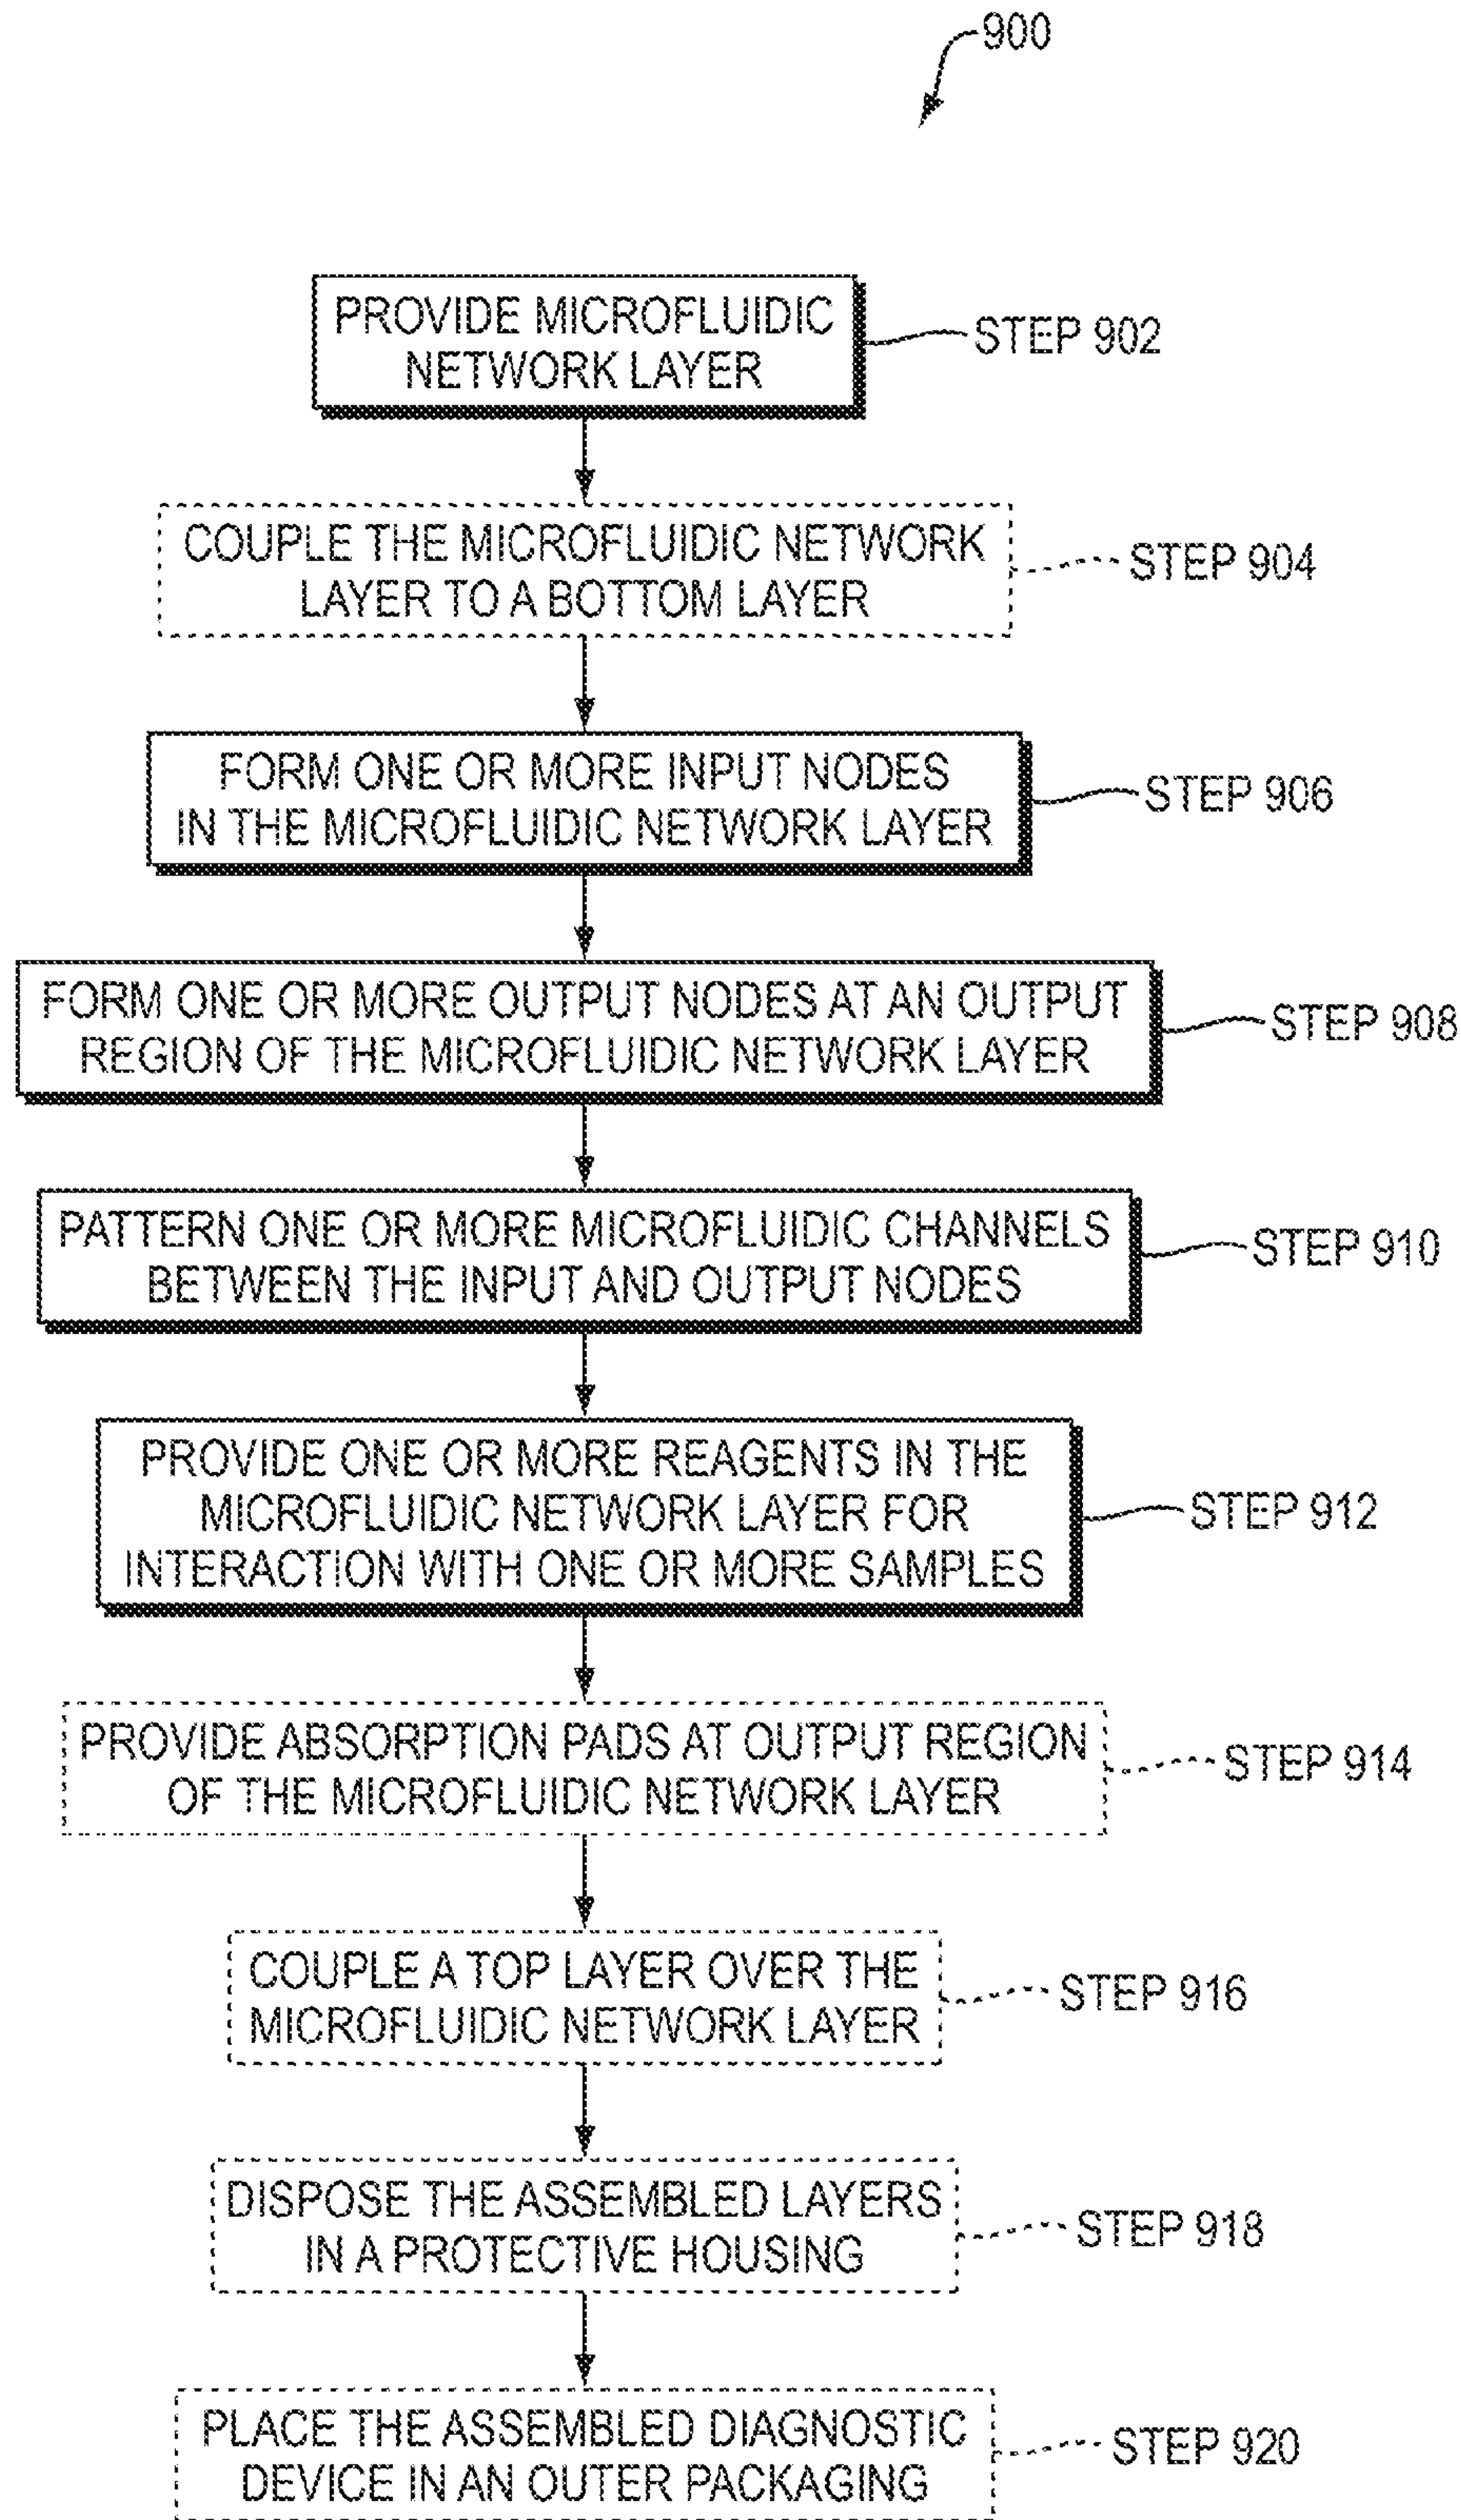 900
PROVIDE MICROFLUIDIC
NETWORK LAYER
STEP 902
COUPLE THE MICROFLUIDIC NETWORK
LAYER TO A BOTTOM LAYER
STEP 904
FORM ONE OR MORE INPUT NODES
IN THE MICROFLUIDIC NETWORK LAYER
STEP 906
FORM ONE OR MORE OUTPUT NODES AT AN OUTPUT
REGION OF THE MICROFLUIDIC NETWORK LAYER
STEP 908
PATTERN ONE OR MORE MICROFLUIDIC CHANNELS
BETWEEN THE INPUT AND OUTPUT NODES
STEP 910
PROVIDE ONE OR MORE REAGENTS IN THE
MICROFLUIDIC NETWORK LAYER FOR
INTERACTION WITH ONE OR MORE SAMPLES
STEP 912
PROVIDE ABSORPTION PADS AT OUTPUT REGION
OF THE MICROFLUIDIC NETWORK LAYER
STEP 914
COUPLE A TOP LAYER OVER THE
MICROFLUIDIC NETWORK LAYER
STEP 916
DISPOSE THE ASSEMBLED LAYERS
IN A PROTECTIVE HOUSING
STEP 918
PLACE THE ASSEMBLED DIAGNOSTIC
DEVICE IN AN OUTER PACKAGING
STEP 920